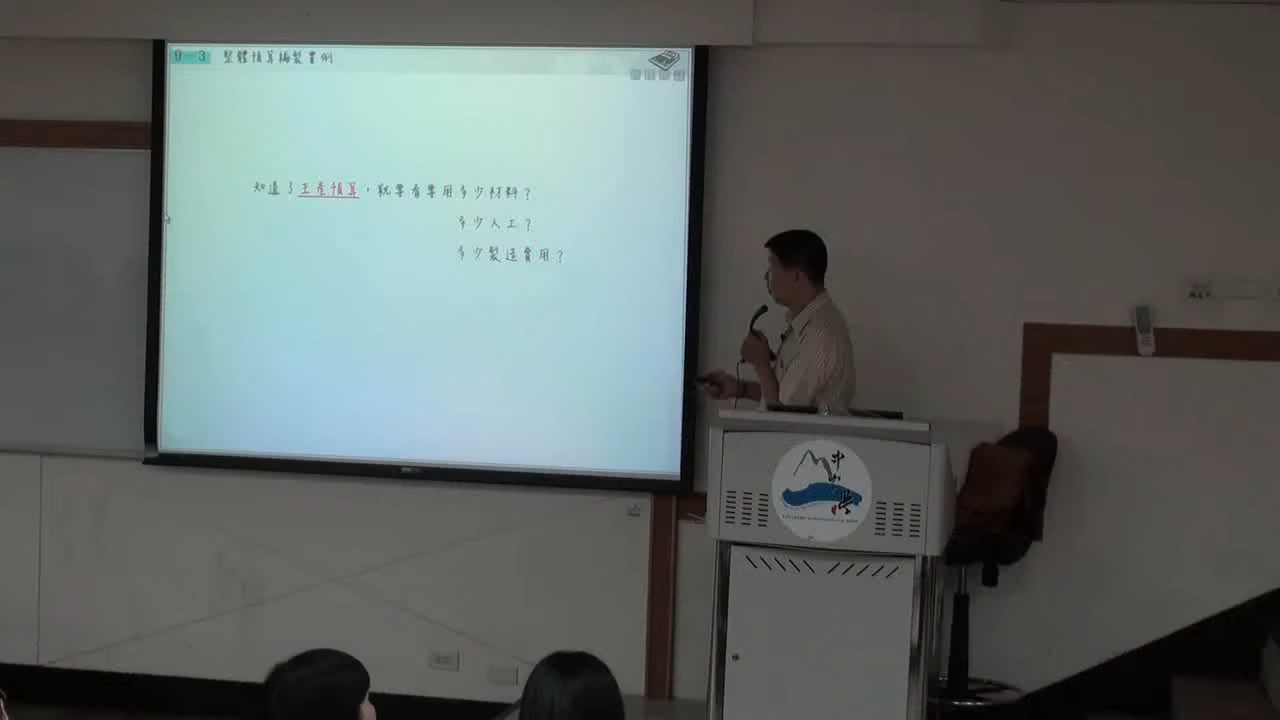 9-3 整體預算編製實例
知道了生產預算，就要看要用多少材料？
多少人工？
多少製造費用？
中山大學